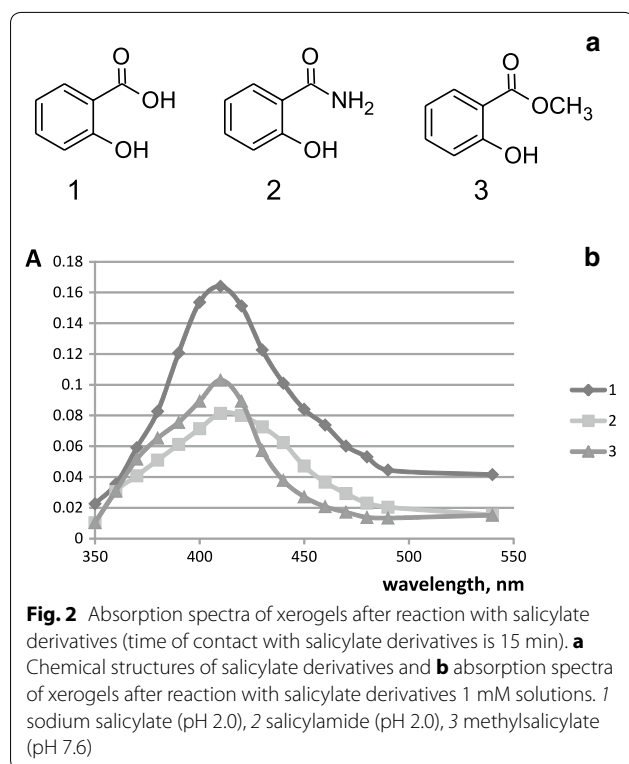 a
O
OH
OH
1
O
NH2
OH
2
O
OCH3
OH
3
A
b
0.18
0.16
0.14
0.12
0.1
0.08
0.06
0.04
0.02
0
350
400
450
500
550
wavelength, nm
1
2
3
Fig. 2 Absorption spectra of xerogels after reaction with salicylate
derivatives (time of contact with salicylate derivatives is 15 min). a
Chemical structures of salicylate derivatives and b absorption spectra
of xerogels after reaction with salicylate derivatives 1 mM solutions. 1
sodium salicylate (pH 2.0), 2 salicylamide (pH 2.0), 3 methylsalicylate
(pH 7.6)